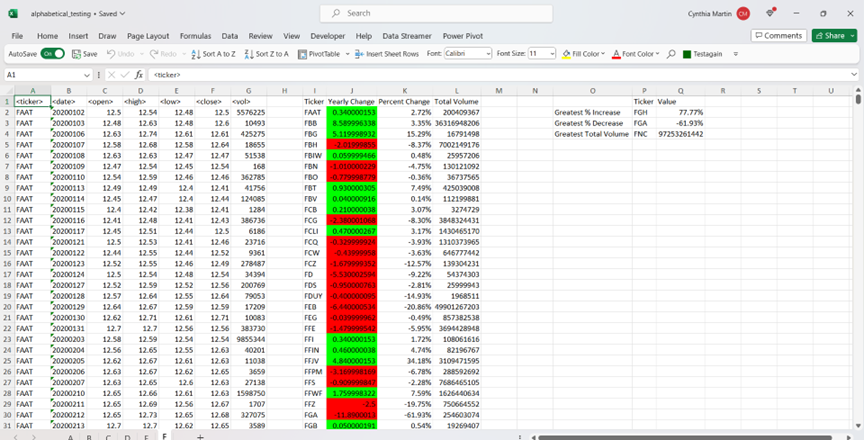 alphabetical_testing • Saved
Search
Cynthia Martin CM
File Home Insert Draw Page Layout Formulas Data Review View Developer Help Data Streamer Power Pivot Comments Share
AutoSave On Save Undo Redo Sort A to Z Sort Z to A PivotTable Insert Sheet Rows Font: Calibri Font Size: 11 Fill Color Font Color Testagain
A1 fx <ticker>
A B C D E F G H I J K L M N O P Q R S T U
1 <ticker> <date> <open> <high> <low> <close> <vol> Ticker Yearly Change Percent Change Total Volume Ticker Value
2 FAAT 20200102 12.5 12.54 12.48 12.5 5576225 FAAT 0.340000153 2.72% 200409367 Greatest % Increase FGH 77.77%
3 FAAT 20200103 12.48 12.63 12.48 12.6 10493 FBB 8.589996338 3.35% 36316948206 Greatest % Decrease FGA -61.93%
4 FAAT 20200106 12.63 12.74 12.61 12.61 425275 FBG 5.119998932 15.29% 16791498 Greatest Total Volume FNC 97253261442
5 FAAT 20200107 12.58 12.68 12.58 12.64 18655 FBH -2.01999855 -8.37% 7002149176
6 FAAT 20200108 12.63 12.63 12.47 12.47 51538 FBIW 0.059999466 0.48% 25957206
7 FAAT 20200109 12.47 12.54 12.45 12.54 168 FBN -1.010000229 -4.75% 130121092
8 FAAT 20200110 12.54 12.59 12.46 12.46 362785 FBO -0.779998779 -0.36% 36737565
9 FAAT 20200113 12.49 12.49 12.4 12.41 41756 FBT 0.930000305 7.49% 425039008
10 FAAT 20200114 12.45 12.47 12.4 12.44 124085 FBV 0.040000916 0.14% 112199881
11 FAAT 20200115 12.4 12.42 12.38 12.41 1284 FCB 0.210000038 3.07% 3274729
12 FAAT 20200116 12.41 12.48 12.41 12.43 386736 FCG -2.380001068 -8.30% 3848324431
13 FAAT 20200117 12.45 12.51 12.44 12.5 6186 FCLI 0.470000267 3.17% 1430465170
14 FAAT 20200121 12.5 12.53 12.41 12.46 23716 FCQ -0.329999924 -3.93% 1310373965
15 FAAT 20200122 12.44 12.55 12.44 12.52 9361 FCW -0.43999958 -3.63% 646777442
16 FAAT 20200123 12.52 12.55 12.46 12.49 278487 FCZ -1.679999352 -12.57% 139304231
17 FAAT 20200124 12.5 12.54 12.48 12.54 34394 FD -5.530002594 -9.22% 54374303
18 FAAT 20200127 12.52 12.59 12.52 12.56 200769 FDS -0.950000763 -2.81% 25999943
19 FAAT 20200128 12.57 12.64 12.55 12.64 79053 FDUY -0.400000095 -14.93% 1968511
20 FAAT 20200129 12.64 12.67 12.59 12.59 17209 FEB -6.440000534 -20.86% 49901267203
21 FAAT 20200130 12.62 12.71 12.61 12.71 10083 FEG -0.039999962 -0.49% 857382538
22 FAAT 20200131 12.7 12.7 12.56 12.56 383730 FFE -1.479999542 -5.95% 3694428948
23 FAAT 20200203 12.58 12.59 12.54 12.54 9855344 FFI 0.340000153 1.72% 108061616
24 FAAT 20200204 12.56 12.65 12.55 12.63 40201 FFIN 0.460000038 4.74% 82196767
25 FAAT 20200205 12.62 12.67 12.61 12.63 11038 FFJV 4.840000153 34.18% 3109471595
26 FAAT 20200206 12.63 12.67 12.62 12.65 3659 FFPM -3.169998169 -6.78% 288592692
27 FAAT 20200207 12.63 12.65 12.6 12.63 27138 FFS -0.909999847 -2.28% 7686465105
28 FAAT 20200210 12.65 12.66 12.61 12.63 1598750 FFWF 1.759998322 7.59% 1626440634
29 FAAT 20200211 12.65 12.69 12.56 12.67 1707 FFZ -2.5 -19.75% 750664552
30 FAAT 20200212 12.65 12.73 12.65 12.68 327075 FGA -11.8900013 -61.93% 254603074
31 FAAT 20200213 12.7 12.7 12.62 12.65 3589 FGB 0.050000191 0.54% 19269407
A B C D E F